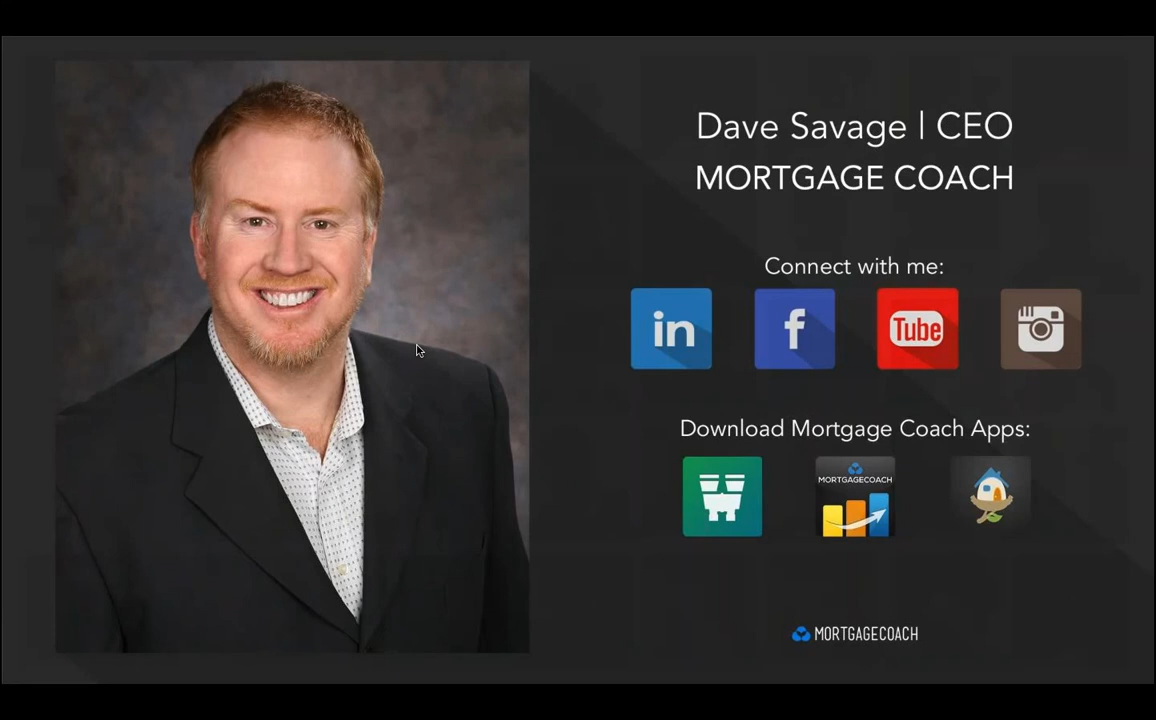 Dave Savage | CEO
MORTGAGE COACH
Connect with me:
in
f
Tube
Download Mortgage Coach Apps:
MORTGAGECOACH
MORTGAGECOACH